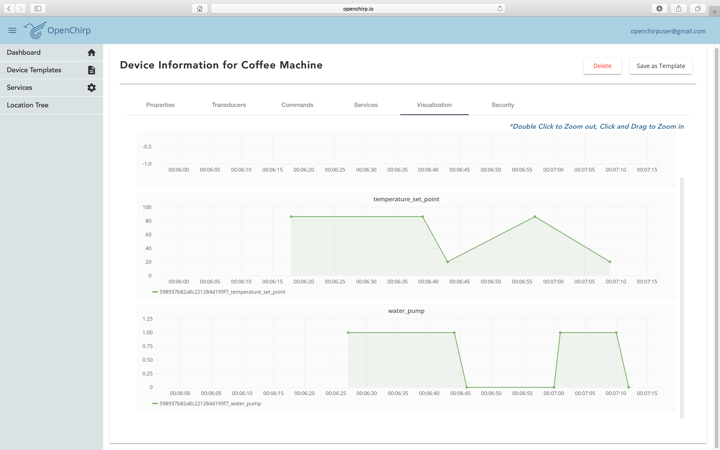 openchirp.io
OpenChirp
openchirpuser@gmail.com
Dashboard
Device Templates
Services
Location Tree
Device Information for Coffee Machine
Delete
Save as Template
Properties Transducers Commands Services Visualization Security
*Double Click to Zoom out, Click and Drag to Zoom in
-0.5
-1.0
00:06:00 00:06:05 00:06:10 00:06:15 00:06:20 00:06:25 00:06:30 00:06:35 00:06:40 00:06:45 00:06:50 00:06:55 00:07:00 00:07:05 00:07:10 00:07:15
temperature_set_point
100
80
60
40
20
0
00:06:00 00:06:05 00:06:10 00:06:15 00:06:20 00:06:25 00:06:30 00:06:35 00:06:40 00:06:45 00:06:50 00:06:55 00:07:00 00:07:05 00:07:10 00:07:15
598937b82a8c221284d199f7_temperature_set_point
water_pump
1.25
1.00
0.75
0.50
0.25
0
00:06:00 00:06:05 00:06:10 00:06:15 00:06:20 00:06:25 00:06:30 00:06:35 00:06:40 00:06:45 00:06:50 00:06:55 00:07:00 00:07:05 00:07:10 00:07:15
598937b82a8c221284d199f7_water_pump